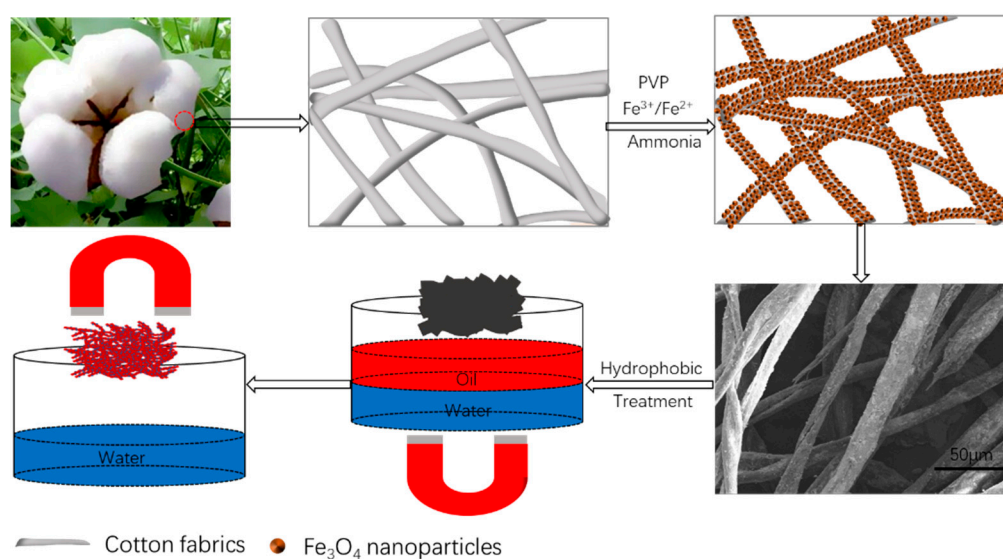 PVP
Fe³⁺/Fe²⁺
Ammonia
Oil
Water
Hydrophobic
Treatment
50μm
Water
Cotton fabrics
Fe₃O₄ nanoparticles